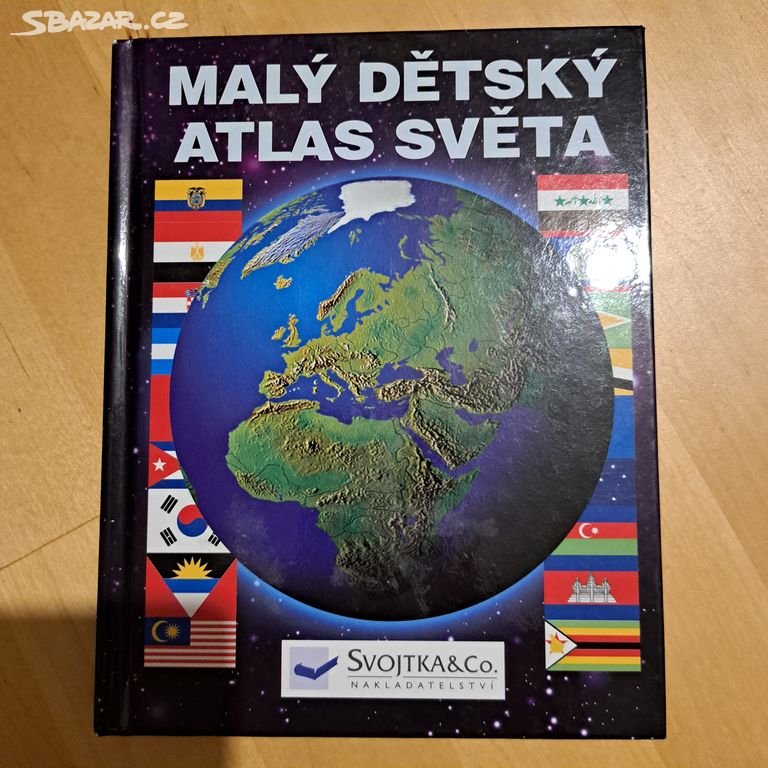 SBAZAR.CZ
MALÝ DĚTSKÝ
ATLAS SVĚTA
SVOJTKA&CO.
NAKLADATELSTVÍ